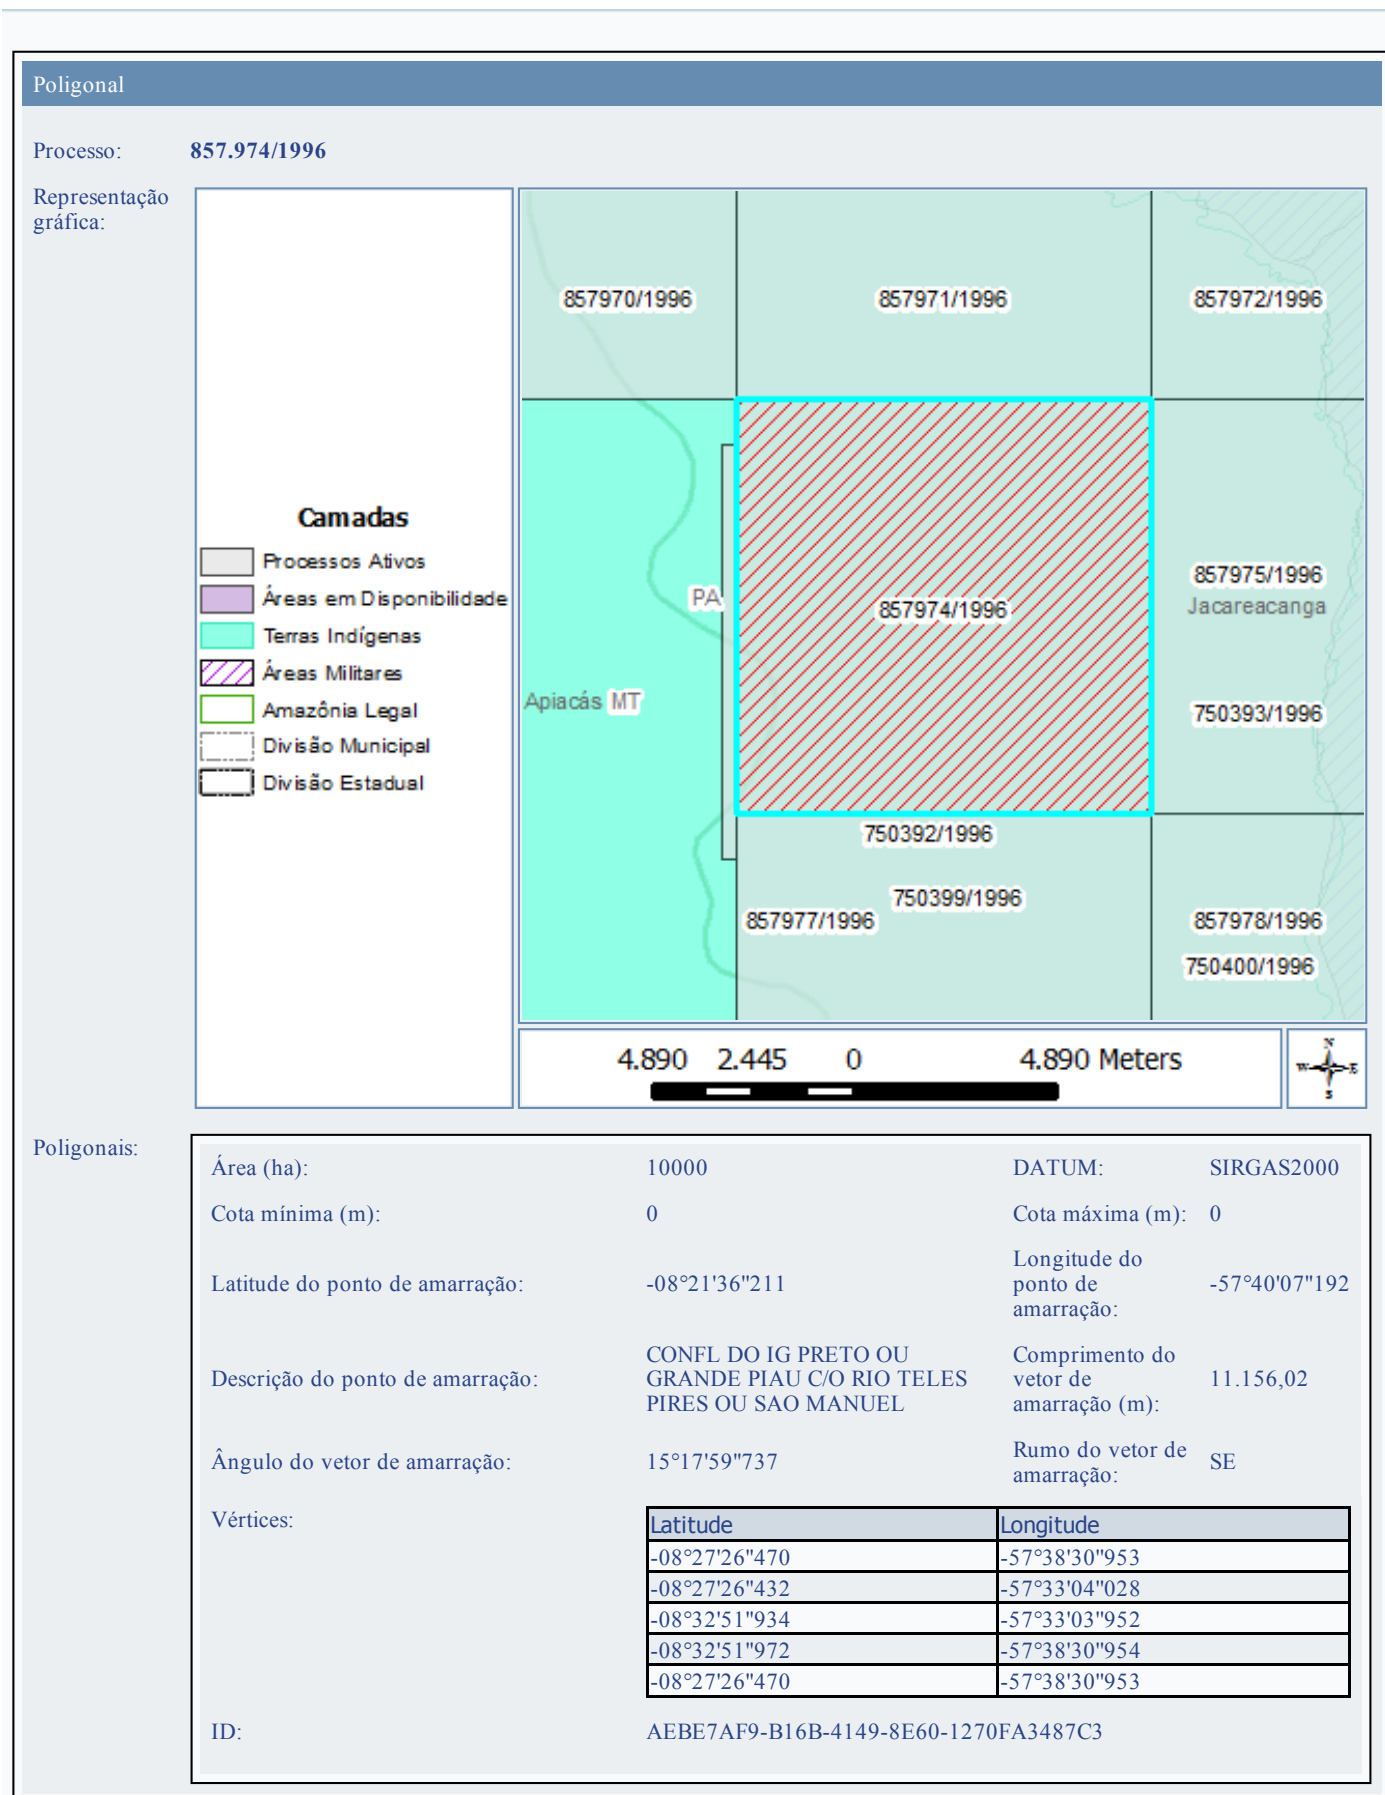 Poligonal
Processo: 857.974/1996
Representação
gráfica:
Camadas
Processos Ativos
Áreas em Disponibilidade
Terras Indígenas
Áreas Militares
Amazônia Legal
Divisão Municipal
Divisão Estadual
857970/1996 857971/1996 857972/1996
857975/1996
PA 857974/1996 Jacareacanga
Apiacás MT
750393/1996
750392/1996
750399/1996
857977/1996 857978/1996
750400/1996
4.890 2.445 0 4.890 Meters
N
W E
S
Poligonais:
Área (ha): 10000 DATUM: SIRGAS2000
Cota mínima (m): 0 Cota máxima (m): 0
Latitude do ponto de amarração: -08°21'36"211
Longitude do
ponto de
amarração:
-57°40'07"192
Descrição do ponto de amarração:
CONFL DO IG PRETO OU
GRANDE PIAU C/O RIO TELES
PIRES OU SAO MANUEL
Comprimento do
vetor de
amarração (m):
11.156,02
Ângulo do vetor de amarração: 15°17'59"737
Rumo do vetor de
amarração:
SE
Vértices:
Latitude Longitude
-08°27'26"470 -57°38'30"953
-08°27'26"432 -57°33'04"028
-08°32'51"934 -57°33'03"952
-08°32'51"972 -57°38'30"954
-08°27'26"470 -57°38'30"953
ID: AEBE7AF9-B16B-4149-8E60-1270FA3487C3